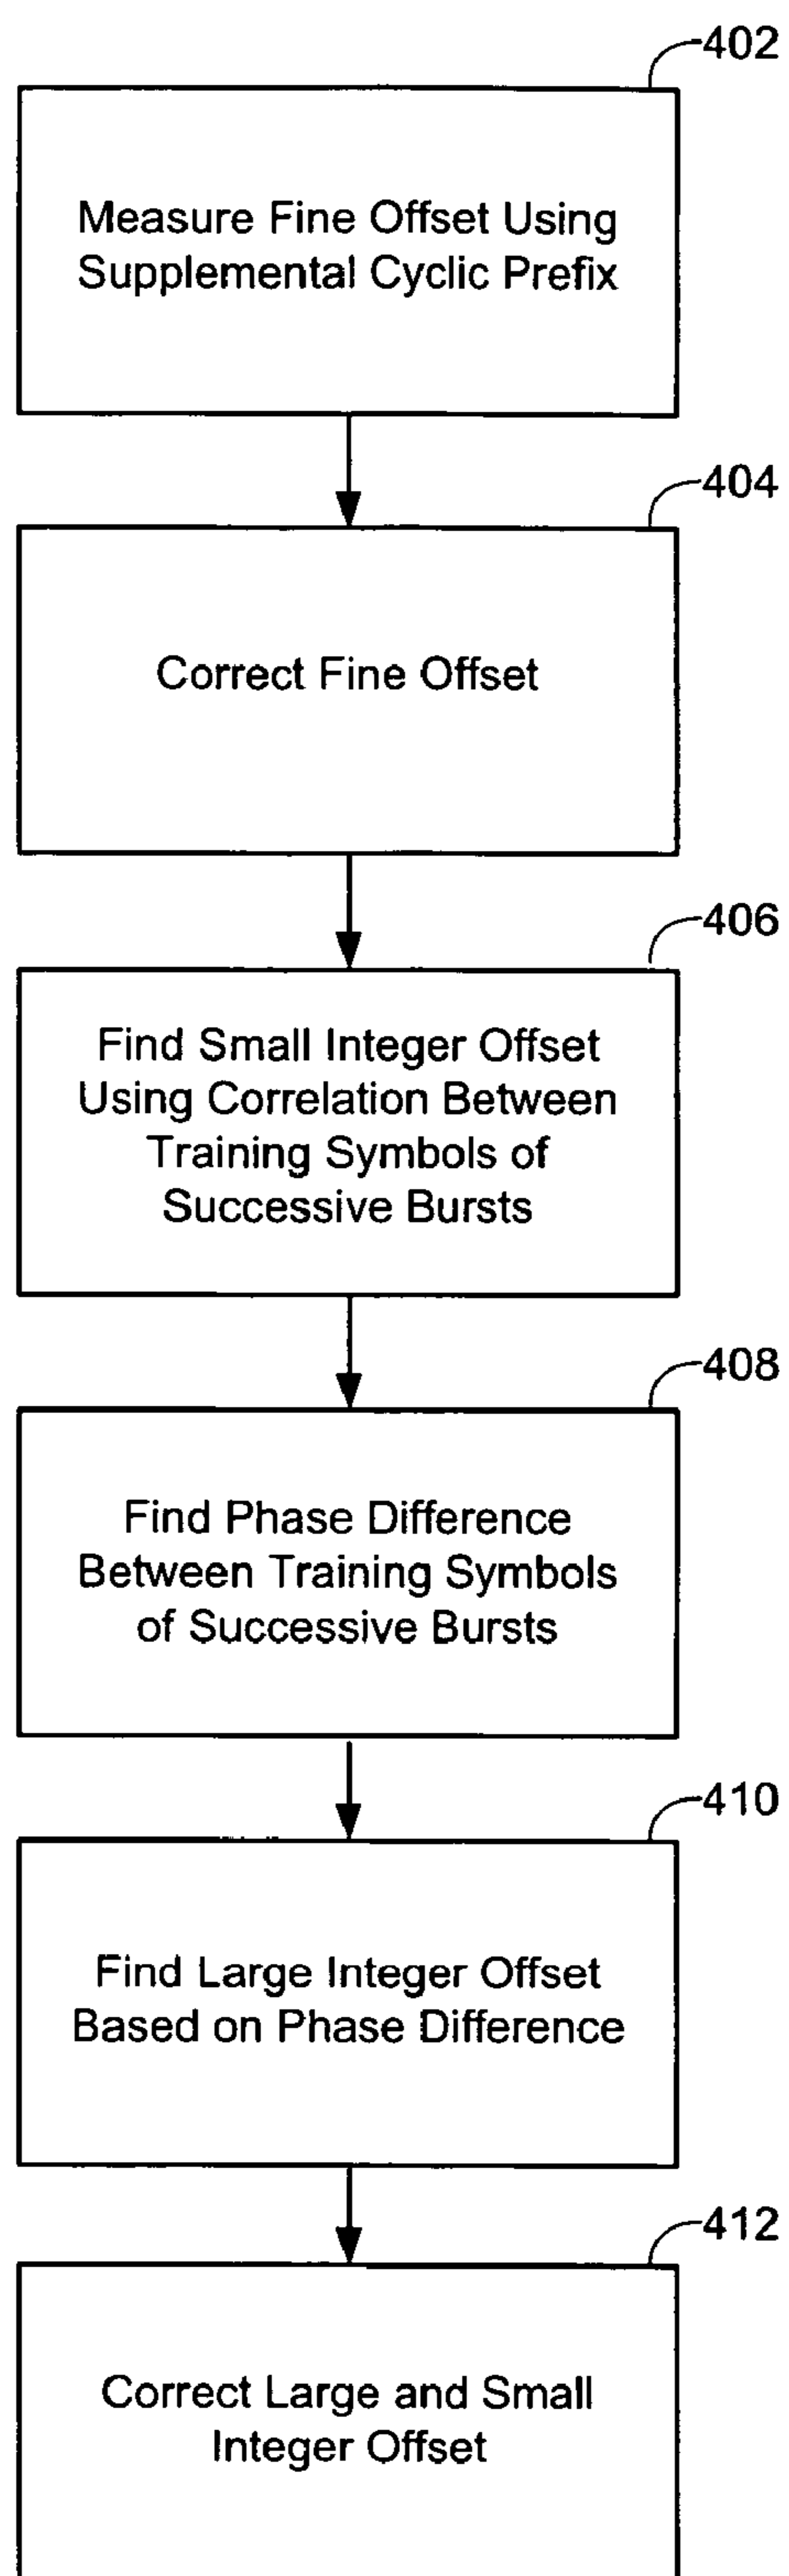 402
Measure Fine Offset Using
Supplemental Cyclic Prefix
404
Correct Fine Offset
406
Find Small Integer Offset
Using Correlation Between
Training Symbols of
Successive Bursts
408
Find Phase Difference
Between Training Symbols
of Successive Bursts
410
Find Large Integer Offset
Based on Phase Difference
412
Correct Large and Small
Integer Offset